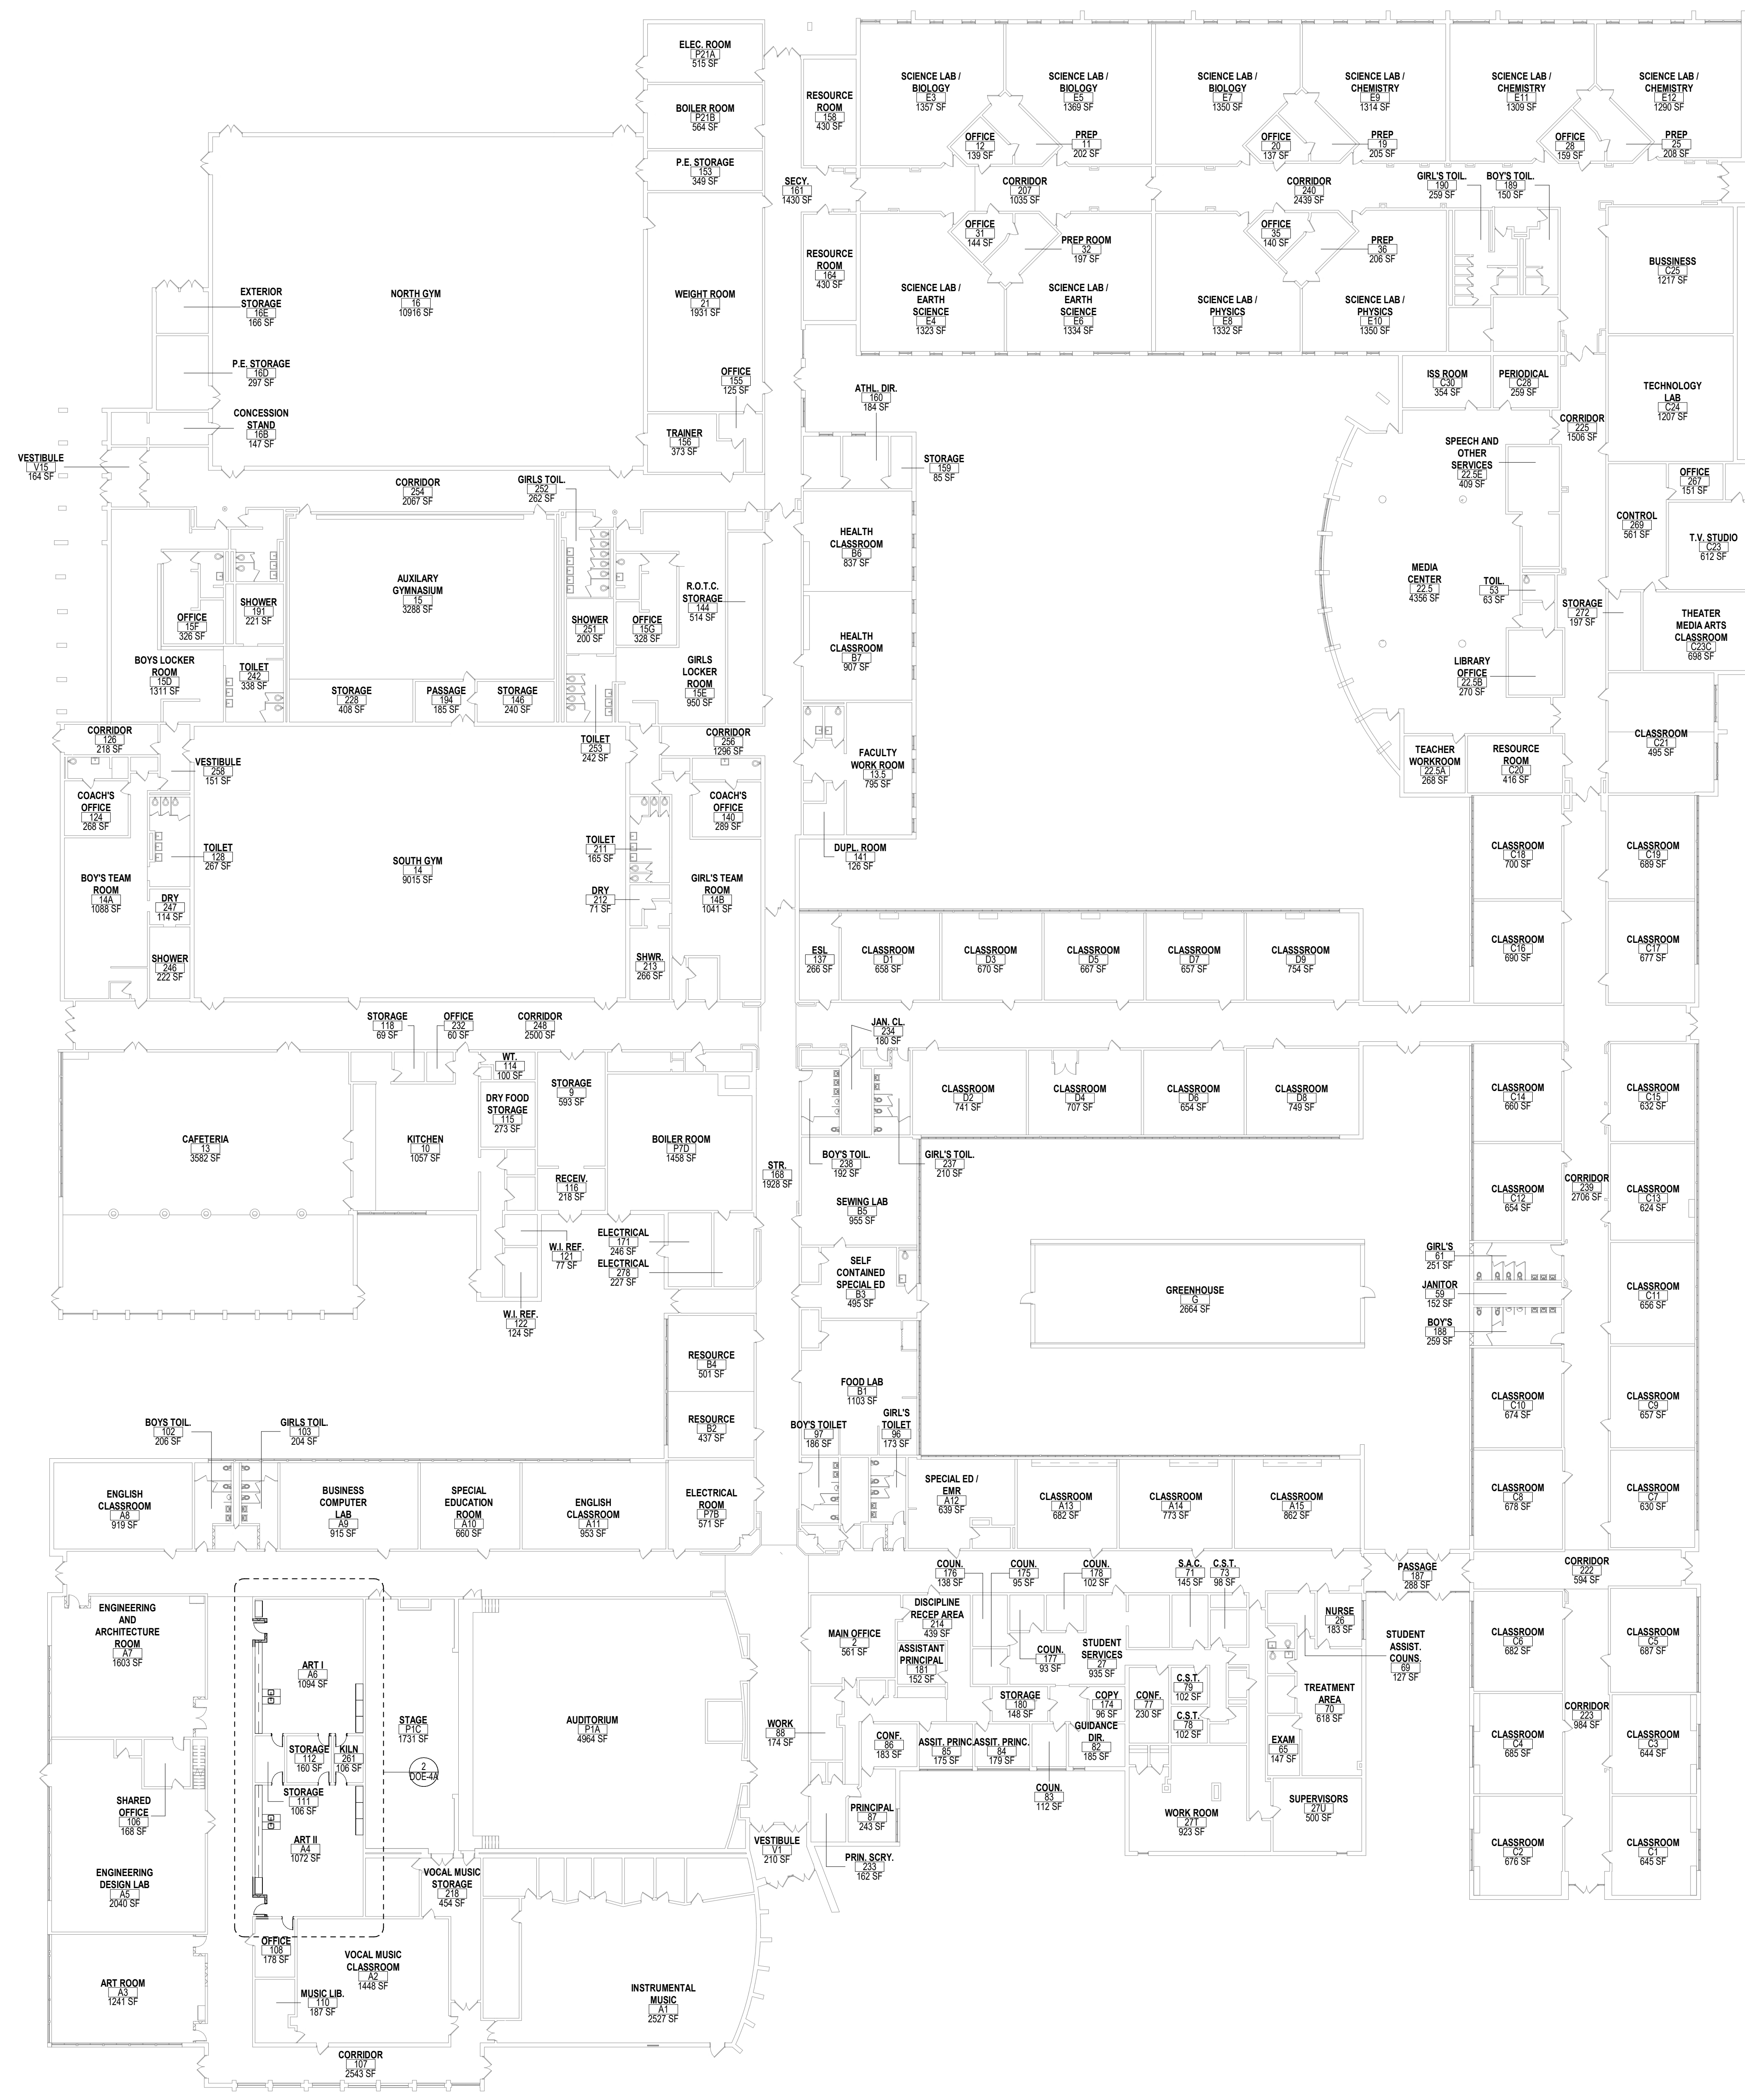 ELEC. ROOM
P21A
515 SF
BOILER ROOM
P21B
564 SF
P.E. STORAGE
153
349 SF
RESOURCE
ROOM
158
430 SF
SCIENCE LAB /
BIOLOGY
E3
1357 SF
SCIENCE LAB /
BIOLOGY
E5
1369 SF
SCIENCE LAB /
BIOLOGY
E7
1350 SF
SCIENCE LAB /
CHEMISTRY
E9
1314 SF
SCIENCE LAB /
CHEMISTRY
E11
1309 SF
SCIENCE LAB /
CHEMISTRY
E12
1290 SF
OFFICE
12
139 SF
PREP
11
202 SF
OFFICE
20
137 SF
PREP
19
205 SF
OFFICE
28
159 SF
PREP
25
208 SF
SECY.
161
1430 SF
CORRIDOR
207
1035 SF
CORRIDOR
240
2439 SF
GIRL'S TOIL.
190
259 SF
BOY'S TOIL.
189
150 SF
RESOURCE
ROOM
164
430 SF
OFFICE
31
144 SF
PREP ROOM
32
197 SF
OFFICE
35
140 SF
PREP
36
206 SF
SCIENCE LAB /
EARTH
SCIENCE
E4
1323 SF
SCIENCE LAB /
EARTH
SCIENCE
E6
1334 SF
SCIENCE LAB /
PHYSICS
E8
1332 SF
SCIENCE LAB /
PHYSICS
E10
1350 SF
BUSSINESS
C25
1217 SF
EXTERIOR
STORAGE
16E
166 SF
NORTH GYM
16
10916 SF
WEIGHT ROOM
21
1931 SF
P.E. STORAGE
16D
297 SF
OFFICE
155
125 SF
CONCESSION
STAND
16B
147 SF
TRAINER
156
373 SF
ATHL. DIR.
160
184 SF
STORAGE
159
85 SF
ISS ROOM
C30
354 SF
PERIODICAL
C28
259 SF
TECHNOLOGY
LAB
C24
1207 SF
CORRIDOR
225
1506 SF
SPEECH AND
OTHER
SERVICES
22.5E
409 SF
OFFICE
267
151 SF
CONTROL
269
561 SF
T.V. STUDIO
C23
612 SF
VESTIBULE
V15
164 SF
CORRIDOR
254
2067 SF
GIRLS TOIL.
252
262 SF
HEALTH
CLASSROOM
B6
837 SF
AUXILARY
GYMNASIUM
15
3288 SF
R.O.T.C.
STORAGE
144
514 SF
MEDIA
CENTER
22.5
4356 SF
TOIL.
53
63 SF
STORAGE
272
197 SF
THEATER
MEDIA ARTS
CLASSROOM
C23C
698 SF
OFFICE
15F
326 SF
SHOWER
191
221 SF
SHOWER
251
200 SF
OFFICE
15G
328 SF
HEALTH
CLASSROOM
B7
907 SF
BOYS LOCKER
ROOM
15D
1311 SF
TOILET
242
338 SF
STORAGE
228
408 SF
PASSAGE
194
185 SF
STORAGE
146
240 SF
GIRLS
LOCKER
ROOM
15E
950 SF
LIBRARY
OFFICE
22.5B
270 SF
CORRIDOR
126
218 SF
VESTIBULE
258
151 SF
TOILET
253
242 SF
CORRIDOR
256
1296 SF
FACULTY
WORK ROOM
13.5
795 SF
TEACHER
WORKROOM
22.5A
268 SF
RESOURCE
ROOM
C20
416 SF
CLASSROOM
C21
495 SF
COACH'S
OFFICE
124
268 SF
COACH'S
OFFICE
140
289 SF
TOILET
128
267 SF
SOUTH GYM
14
9015 SF
TOILET
211
165 SF
DUPL. ROOM
141
126 SF
CLASSROOM
C18
700 SF
CLASSROOM
C19
689 SF
BOY'S TEAM
ROOM
14A
1088 SF
DRY
247
114 SF
DRY
212
71 SF
GIRL'S TEAM
ROOM
14B
1041 SF
SHOWER
246
222 SF
SHWR.
213
266 SF
ESL
137
266 SF
CLASSROOM
D1
658 SF
CLASSROOM
D3
670 SF
CLASSROOM
D5
667 SF
CLASSROOM
D7
657 SF
CLASSSROOM
D9
754 SF
CLASSROOM
C16
690 SF
CLASSROOM
C17
677 SF
STORAGE
118
69 SF
OFFICE
232
60 SF
CORRIDOR
248
2500 SF
JAN. CL.
234
180 SF
WT.
114
100 SF
STORAGE
9
593 SF
DRY FOOD
STORAGE
115
273 SF
CLASSROOM
D2
741 SF
CLASSROOM
D4
707 SF
CLASSROOM
D6
654 SF
CLASSROOM
D8
749 SF
CLASSROOM
C14
660 SF
CLASSROOM
C15
632 SF
CAFETERIA
13
3582 SF
KITCHEN
10
1057 SF
BOILER ROOM
P7D
1458 SF
RECEIV.
116
218 SF
STR.
168
1928 SF
BOY'S TOIL.
238
192 SF
GIRL'S TOIL.
237
210 SF
SEWING LAB
B5
955 SF
CLASSROOM
C12
654 SF
CORRIDOR
239
2706 SF
CLASSROOM
C13
624 SF
W.I. REF.
121
77 SF
ELECTRICAL
171
246 SF
ELECTRICAL
278
227 SF
SELF
CONTAINED
SPECIAL ED
B3
495 SF
GREENHOUSE
G
2664 SF
GIRL'S
61
251 SF
JANITOR
59
152 SF
BOY'S
188
259 SF
CLASSROOM
C11
656 SF
W.I. REF.
122
124 SF
RESOURCE
B4
501 SF
FOOD LAB
B1
1103 SF
CLASSROOM
C10
674 SF
CLASSROOM
C9
657 SF
BOYS TOIL.
102
206 SF
GIRLS TOIL.
103
204 SF
RESOURCE
B2
437 SF
BOY'S TOILET
97
186 SF
GIRL'S
TOILET
96
173 SF
ENGLISH
CLASSROOM
A8
919 SF
BUSINESS
COMPUTER
LAB
A9
915 SF
SPECIAL
EDUCATION
ROOM
A10
660 SF
ENGLISH
CLASSROOM
A11
953 SF
ELECTRICAL
ROOM
P7B
571 SF
SPECIAL ED /
EMR
A12
639 SF
CLASSROOM
A13
682 SF
CLASSROOM
A14
773 SF
CLASSROOM
A15
862 SF
CLASSROOM
C8
678 SF
CLASSROOM
C7
630 SF
COUN.
176
138 SF
COUN.
175
95 SF
COUN.
178
102 SF
S.A.C.
71
145 SF
C.S.T.
73
98 SF
PASSAGE
187
288 SF
CORRIDOR
222
594 SF
ENGINEERING
AND
ARCHITECTURE
ROOM
A7
1603 SF
ART I
A6
1094 SF
MAIN OFFICE
2
561 SF
DISCIPLINE
RECEP AREA
214
439 SF
ASSISTANT
PRINCIPAL
181
152 SF
COUN.
177
93 SF
STUDENT
SERVICES
27
935 SF
NURSE
26
183 SF
STUDENT
ASSIST.
COUNS.
69
127 SF
CLASSROOM
C6
682 SF
CLASSROOM
C5
687 SF
STAGE
P1C
1731 SF
AUDITORIUM
P1A
4964 SF
WORK
88
174 SF
STORAGE
180
148 SF
COPY
174
96 SF
CONF.
77
230 SF
C.S.T.
79
102 SF
C.S.T.
78
102 SF
TREATMENT
AREA
70
618 SF
CORRIDOR
223
984 SF
STORAGE
112
160 SF
KILN
261
106 SF
2
DOE-4A
CONF.
86
183 SF
ASSIT. PRINC.
85
175 SF
ASSIT. PRINC.
84
179 SF
GUIDANCE
DIR.
82
185 SF
EXAM
65
147 SF
CLASSROOM
C4
685 SF
CLASSROOM
C3
644 SF
SHARED
OFFICE
106
168 SF
STORAGE
111
106 SF
COUN.
83
112 SF
PRINCIPAL
87
243 SF
WORK ROOM
27T
923 SF
SUPERVISORS
27U
500 SF
ART II
A4
1072 SF
VESTIBULE
V1
210 SF
PRIN. SCRY.
233
162 SF
CLASSROOM
C2
676 SF
CLASSROOM
C1
645 SF
ENGINEERING
DESIGN LAB
A5
2040 SF
VOCAL MUSIC
STORAGE
218
454 SF
OFFICE
108
178 SF
VOCAL MUSIC
CLASSROOM
A2
1448 SF
ART ROOM
A3
1241 SF
MUSIC LIB.
110
187 SF
INSTRUMENTAL
MUSIC
A1
2527 SF
CORRIDOR
107
2543 SF